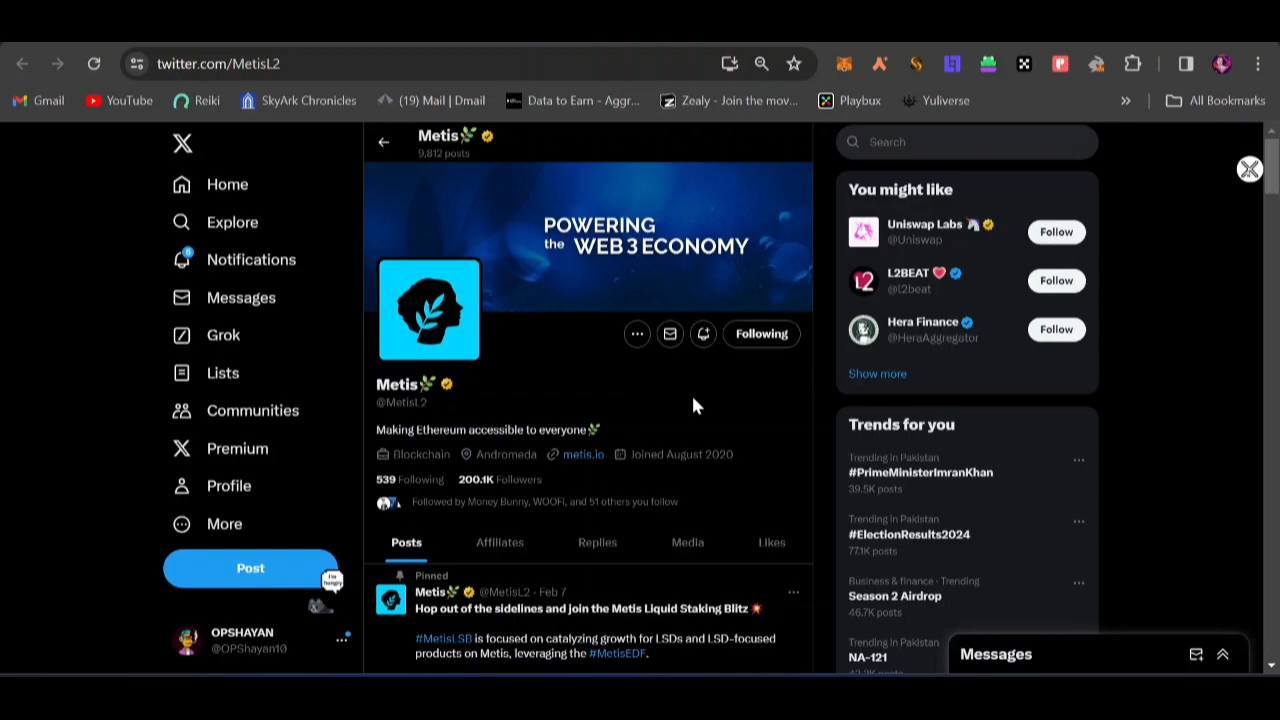 twitter.com/MetisL2
Gmail
YouTube
Reiki
SkyArk Chronicles
(19) Mail | Dmail
Data to Earn - Aggr...
Zealy - Join the mov...
Playbux
Yuliverse
All Bookmarks
Home
Explore
6
Notifications
Messages
Grok
Lists
Communities
Premium
Profile
More
Post
I'm hungry
OPSHAYAN
@OPShayan10
Metis🌿
9,812 posts
POWERING
the WEB 3 ECONOMY
Following
Metis🌿
@MetisL2
Making Ethereum accessible to everyone🌿
Blockchain Andromeda metis.io Joined August 2020
539 Following 200.1K Followers
Followed by Money Bunny, WOOFi, and 51 others you follow
Posts Affiliates Replies Media Likes
Pinned
Metis🌿 @MetisL2 · Feb 7
Hop out of the sidelines and join the Metis Liquid Staking Blitz 💥
#MetisLSB is focused on catalyzing growth for LSDs and LSD-focused
products on Metis, leveraging the #MetisEDF.
Search
You might like
Uniswap Labs 🦄
@Uniswap
Follow
L2
L2BEAT 💗
@l2beat
Follow
Hera Finance
@HeraAggregator
Follow
Show more
Trends for you
Trending in Pakistan
#PrimeMinisterImranKhan
39.5K posts
Trending in Pakistan
#ElectionResults2024
77.1K posts
Business & finance · Trending
Season 2 Airdrop
46.7K posts
Trending in Pakistan
NA-121
Messages